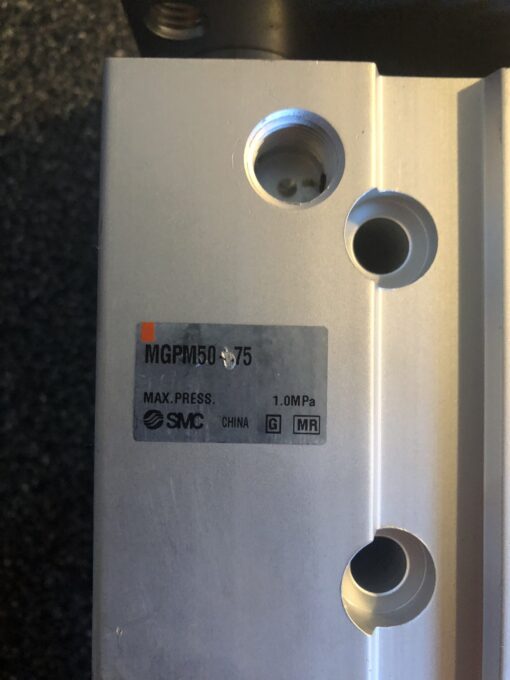 MGPM50-75
MAX.PRESS. 1.0MPa
SMC CHINA G MR